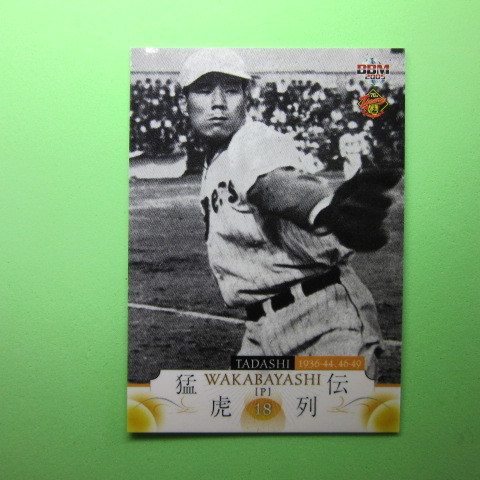 BBM
2005
TADASHI 1936-44, 46-49
WAKABAYASHI
[P]
18
猛虎列伝